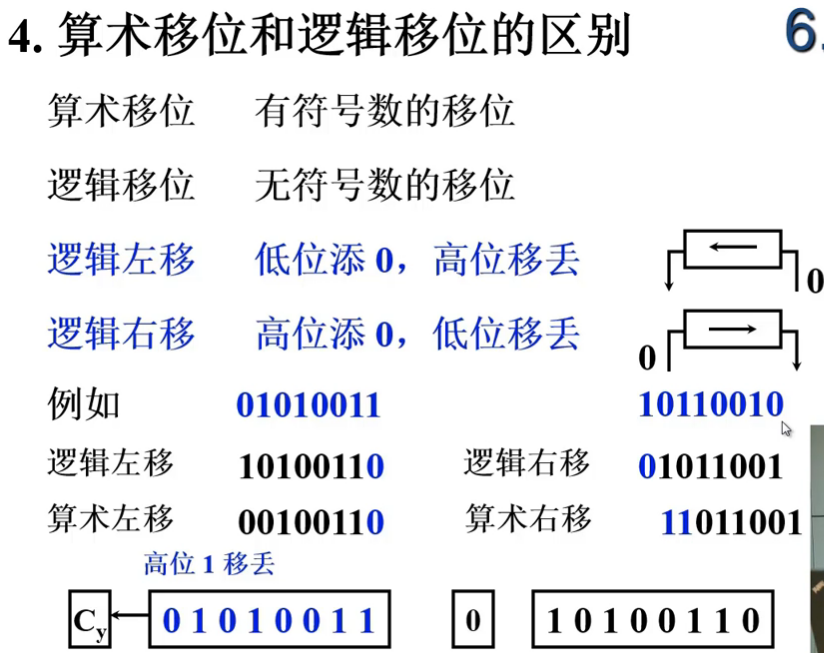 4. 算术移位和逻辑移位的区别 6.
算术移位 有符号数的移位
逻辑移位 无符号数的移位
逻辑左移 低位添 0，高位移丢 0
逻辑右移 高位添 0，低位移丢 0
例如 01010011 10110010
逻辑左移 10100110 逻辑右移 01011001
算术左移 00100110 算术右移 11011001
高位 1 移丢
Cy 0 1 0 1 0 0 1 1 0 1 0 1 0 0 1 1 0